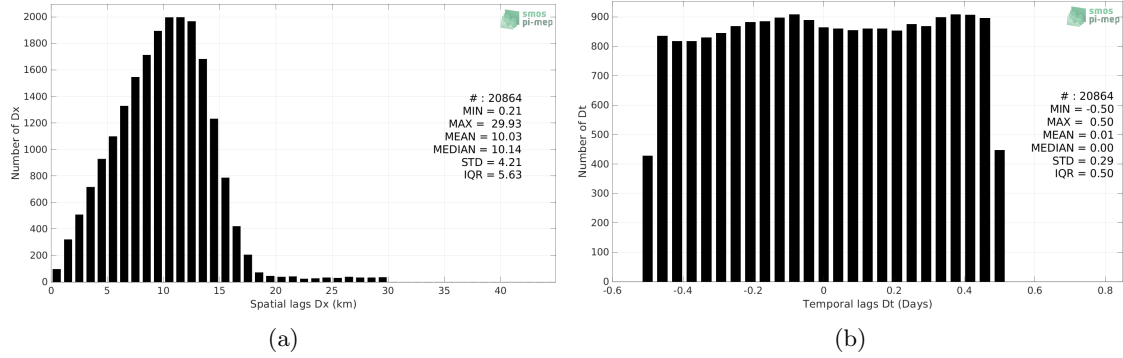 2000
1800
1600
1400
1200
1000
800
600
400
200
0
Number of Dx
0 5 10 15 20 25 30 35 40
Spatial lags Dx (km)
smos
pi-mep
# : 20864
MIN = 0.21
MAX = 29.93
MEAN = 10.03
MEDIAN = 10.14
STD = 4.21
IQR = 5.63
(a)
900
800
700
600
500
400
300
200
100
0
Number of Dt
-0.6 -0.4 -0.2 0 0.2 0.4 0.6 0.8
Temporal lags Dt (Days)
smos
pi-mep
# : 20864
MIN = -0.50
MAX = 0.50
MEAN = 0.01
MEDIAN = 0.00
STD = 0.29
IQR = 0.50
(b)